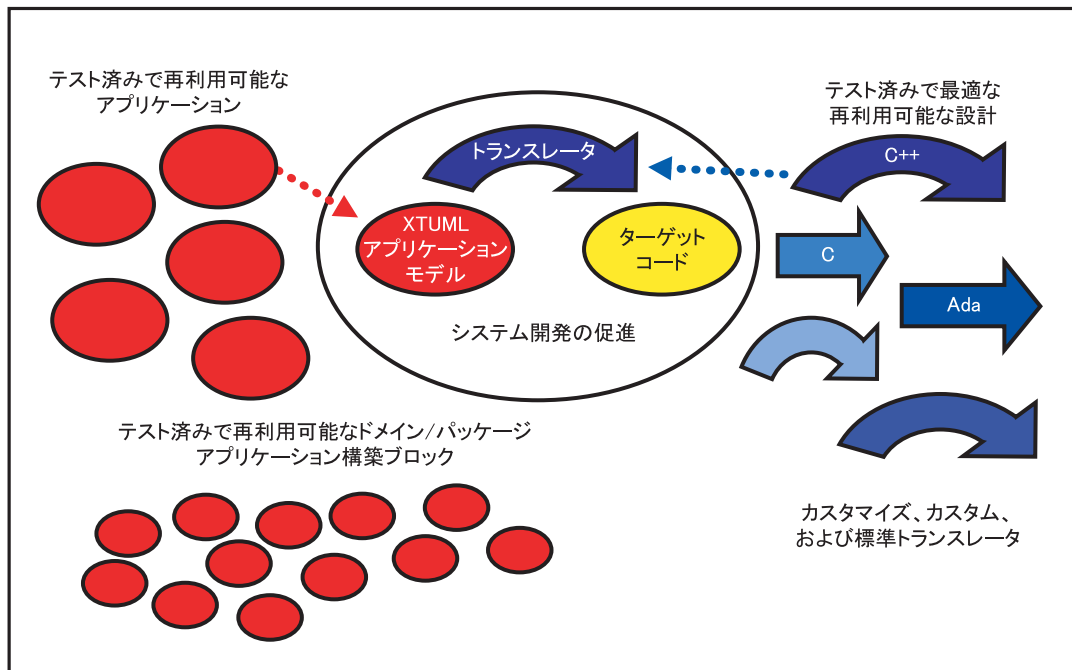 テスト済みで再利用可能な
アプリケーション
トランスレータ
XTUML
アプリケーション
モデル
ターゲット
コード
システム開発の促進
テスト済みで最適な
再利用可能な設計
C++
C
Ada
テスト済みで再利用可能なドメイン/パッケージ
アプリケーション構築ブロック
カスタマイズ、カスタム、
および標準トランスレータ